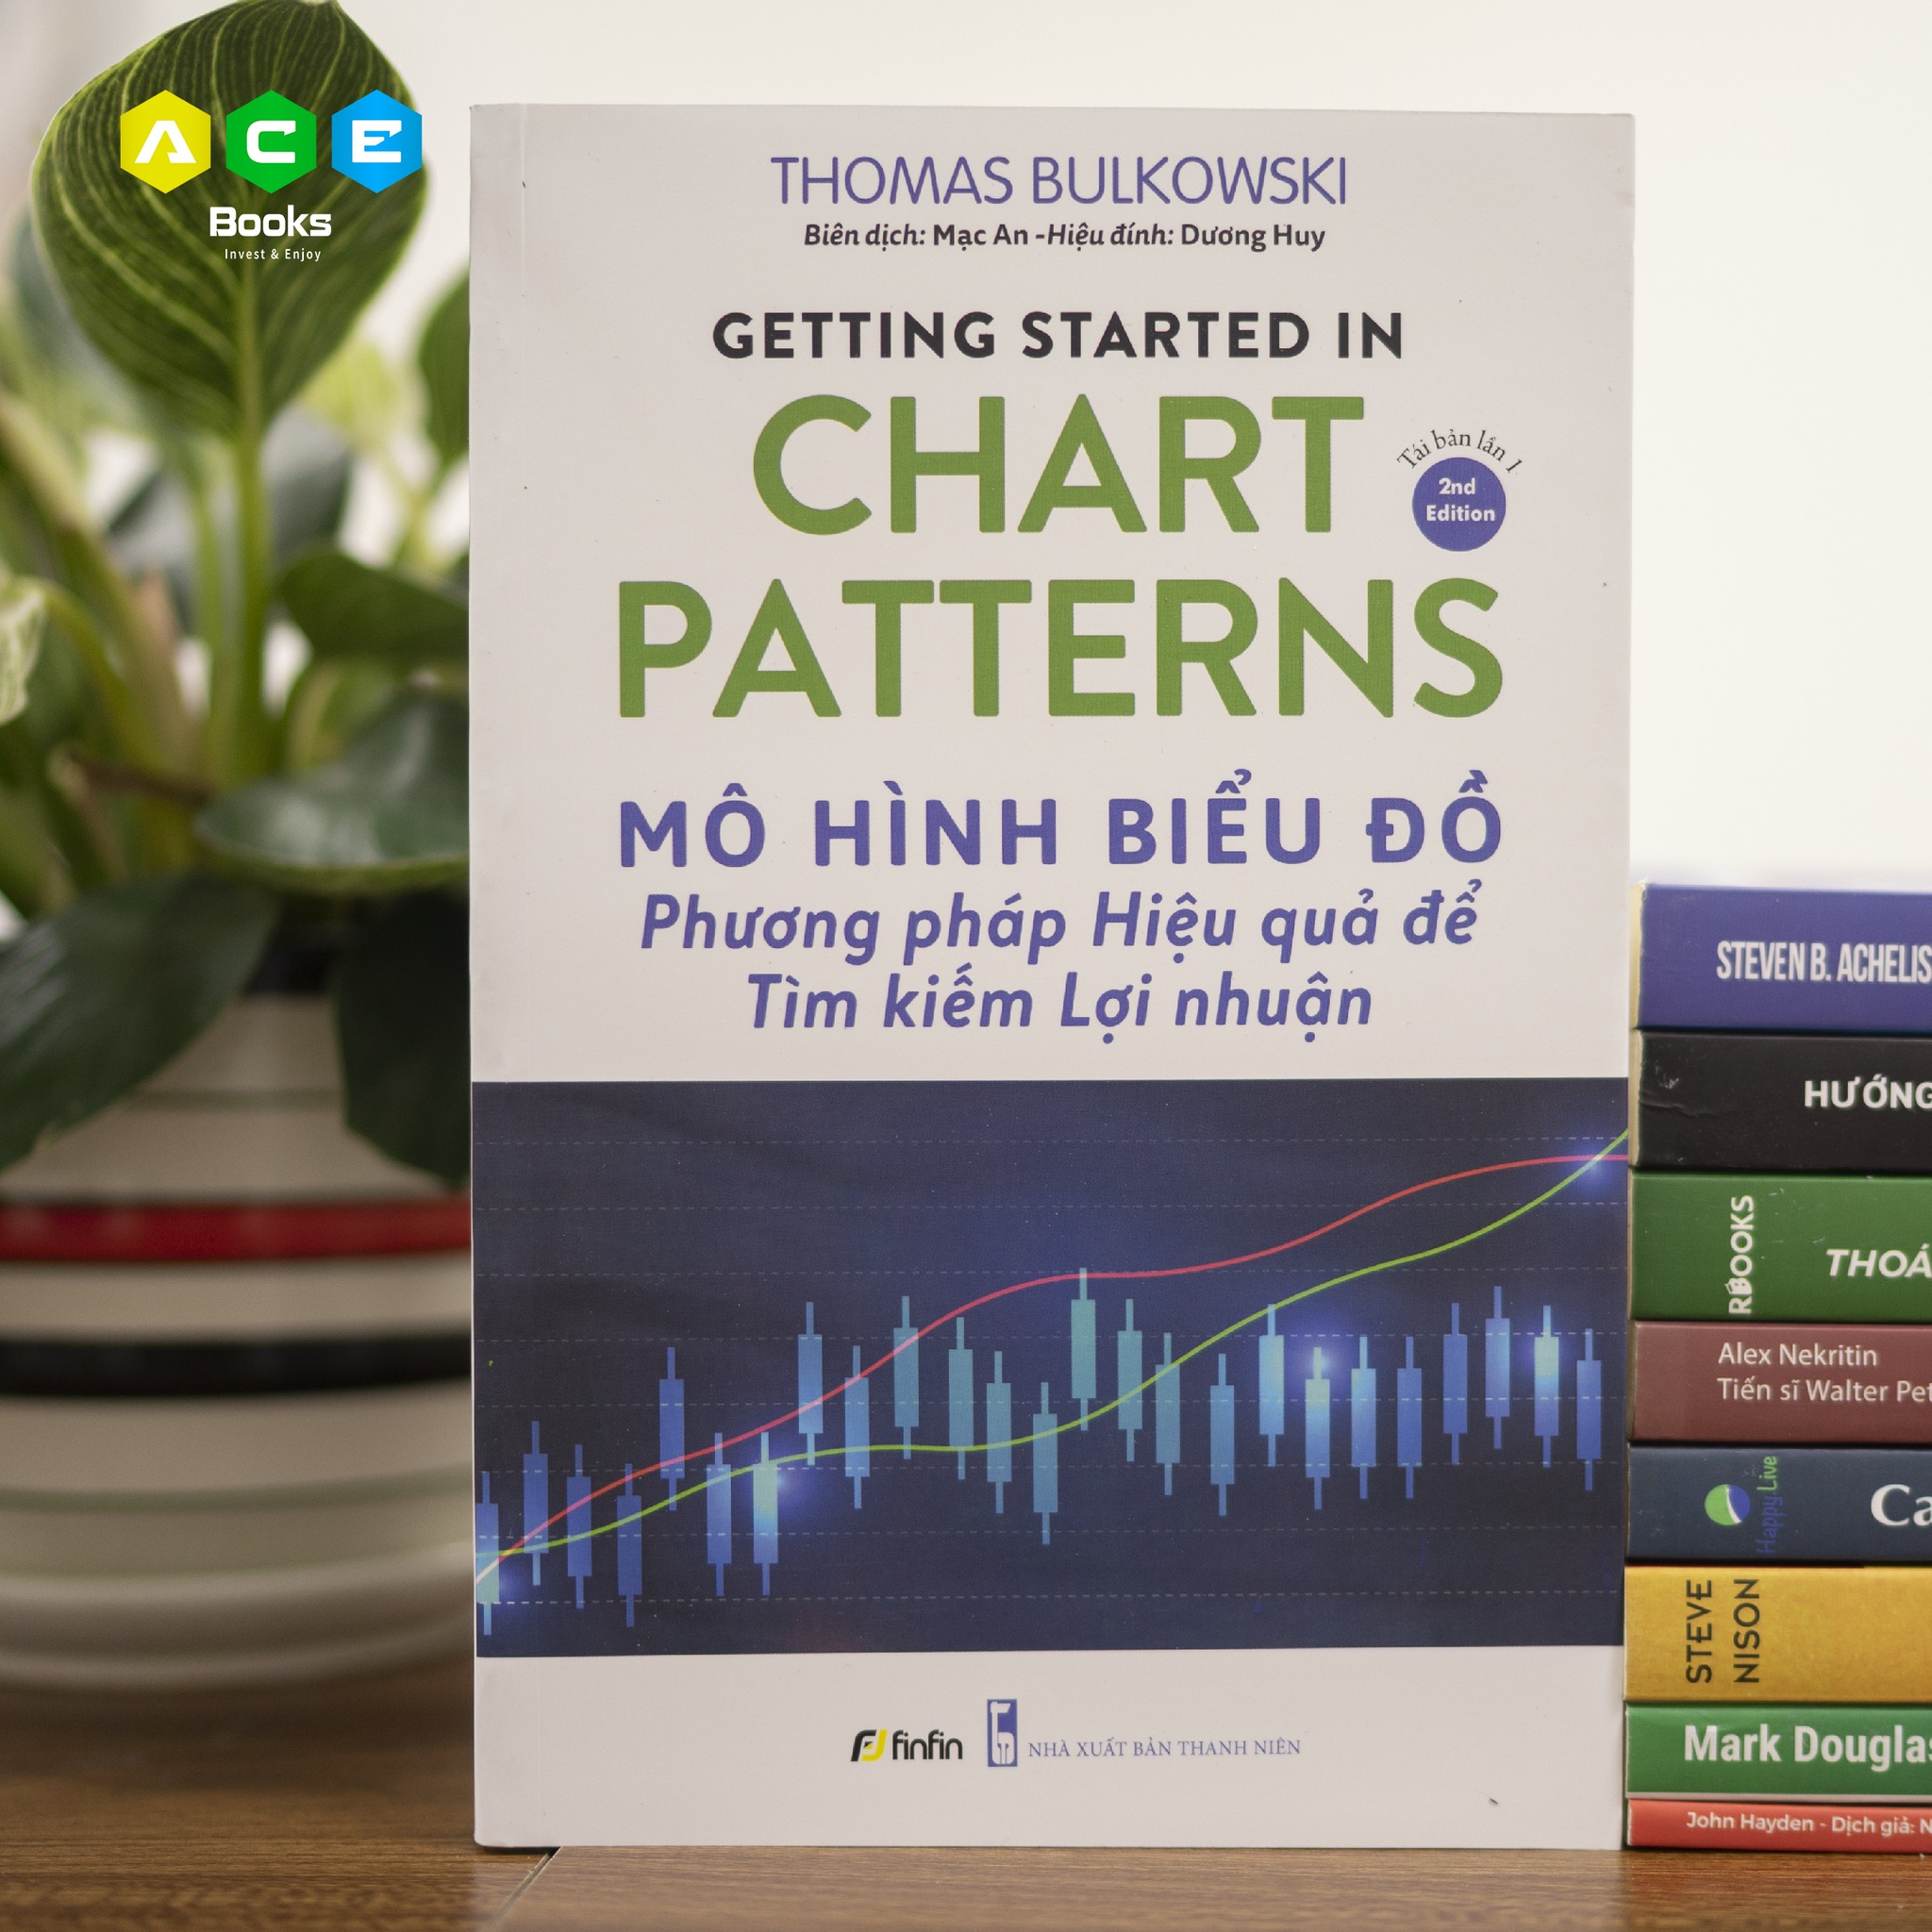 ACE
Books
Invest & Enjoy
THOMAS BULKOWSKI
Biên dịch: Mạc An -Hiệu đính: Dương Huy
GETTING STARTED IN
CHART
Tái bản lần 1
2nd
Edition
PATTERNS
MÔ HÌNH BIỂU ĐỒ
Phương pháp Hiệu quả để
Tìm kiếm Lợi nhuận
finfin
NHÀ XUẤT BẢN THANH NIÊN
STEVEN B. ACHELIS
HƯỚNG
RBOOKS
THOÁ
Alex Nekritin
Tiến sĩ Walter Pet
Happy.Live
Ca
STEVE
NISON
Mark Douglas
John Hayden - Dịch giả: N